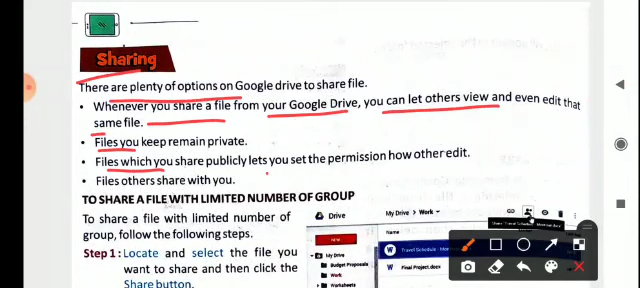 Sharing
There are plenty of options on Google drive to share file.
• Whenever you share a file from your Google Drive, you can let others view and even edit that
same file.
• Files you keep remain private.
• Files which you share publicly lets you set the permission how other edit.
• Files others share with you.
TO SHARE A FILE WITH LIMITED NUMBER OF GROUP
To share a file with limited number of
group, follow the following steps.
Step 1: Locate and select the file you
want to share and then click the
Share button.
Drive
My Drive > Work
NEW
Name
My Drive
Budget Proposals
Work
Worksheets
W Travel Schedule -
W Final Project.docx